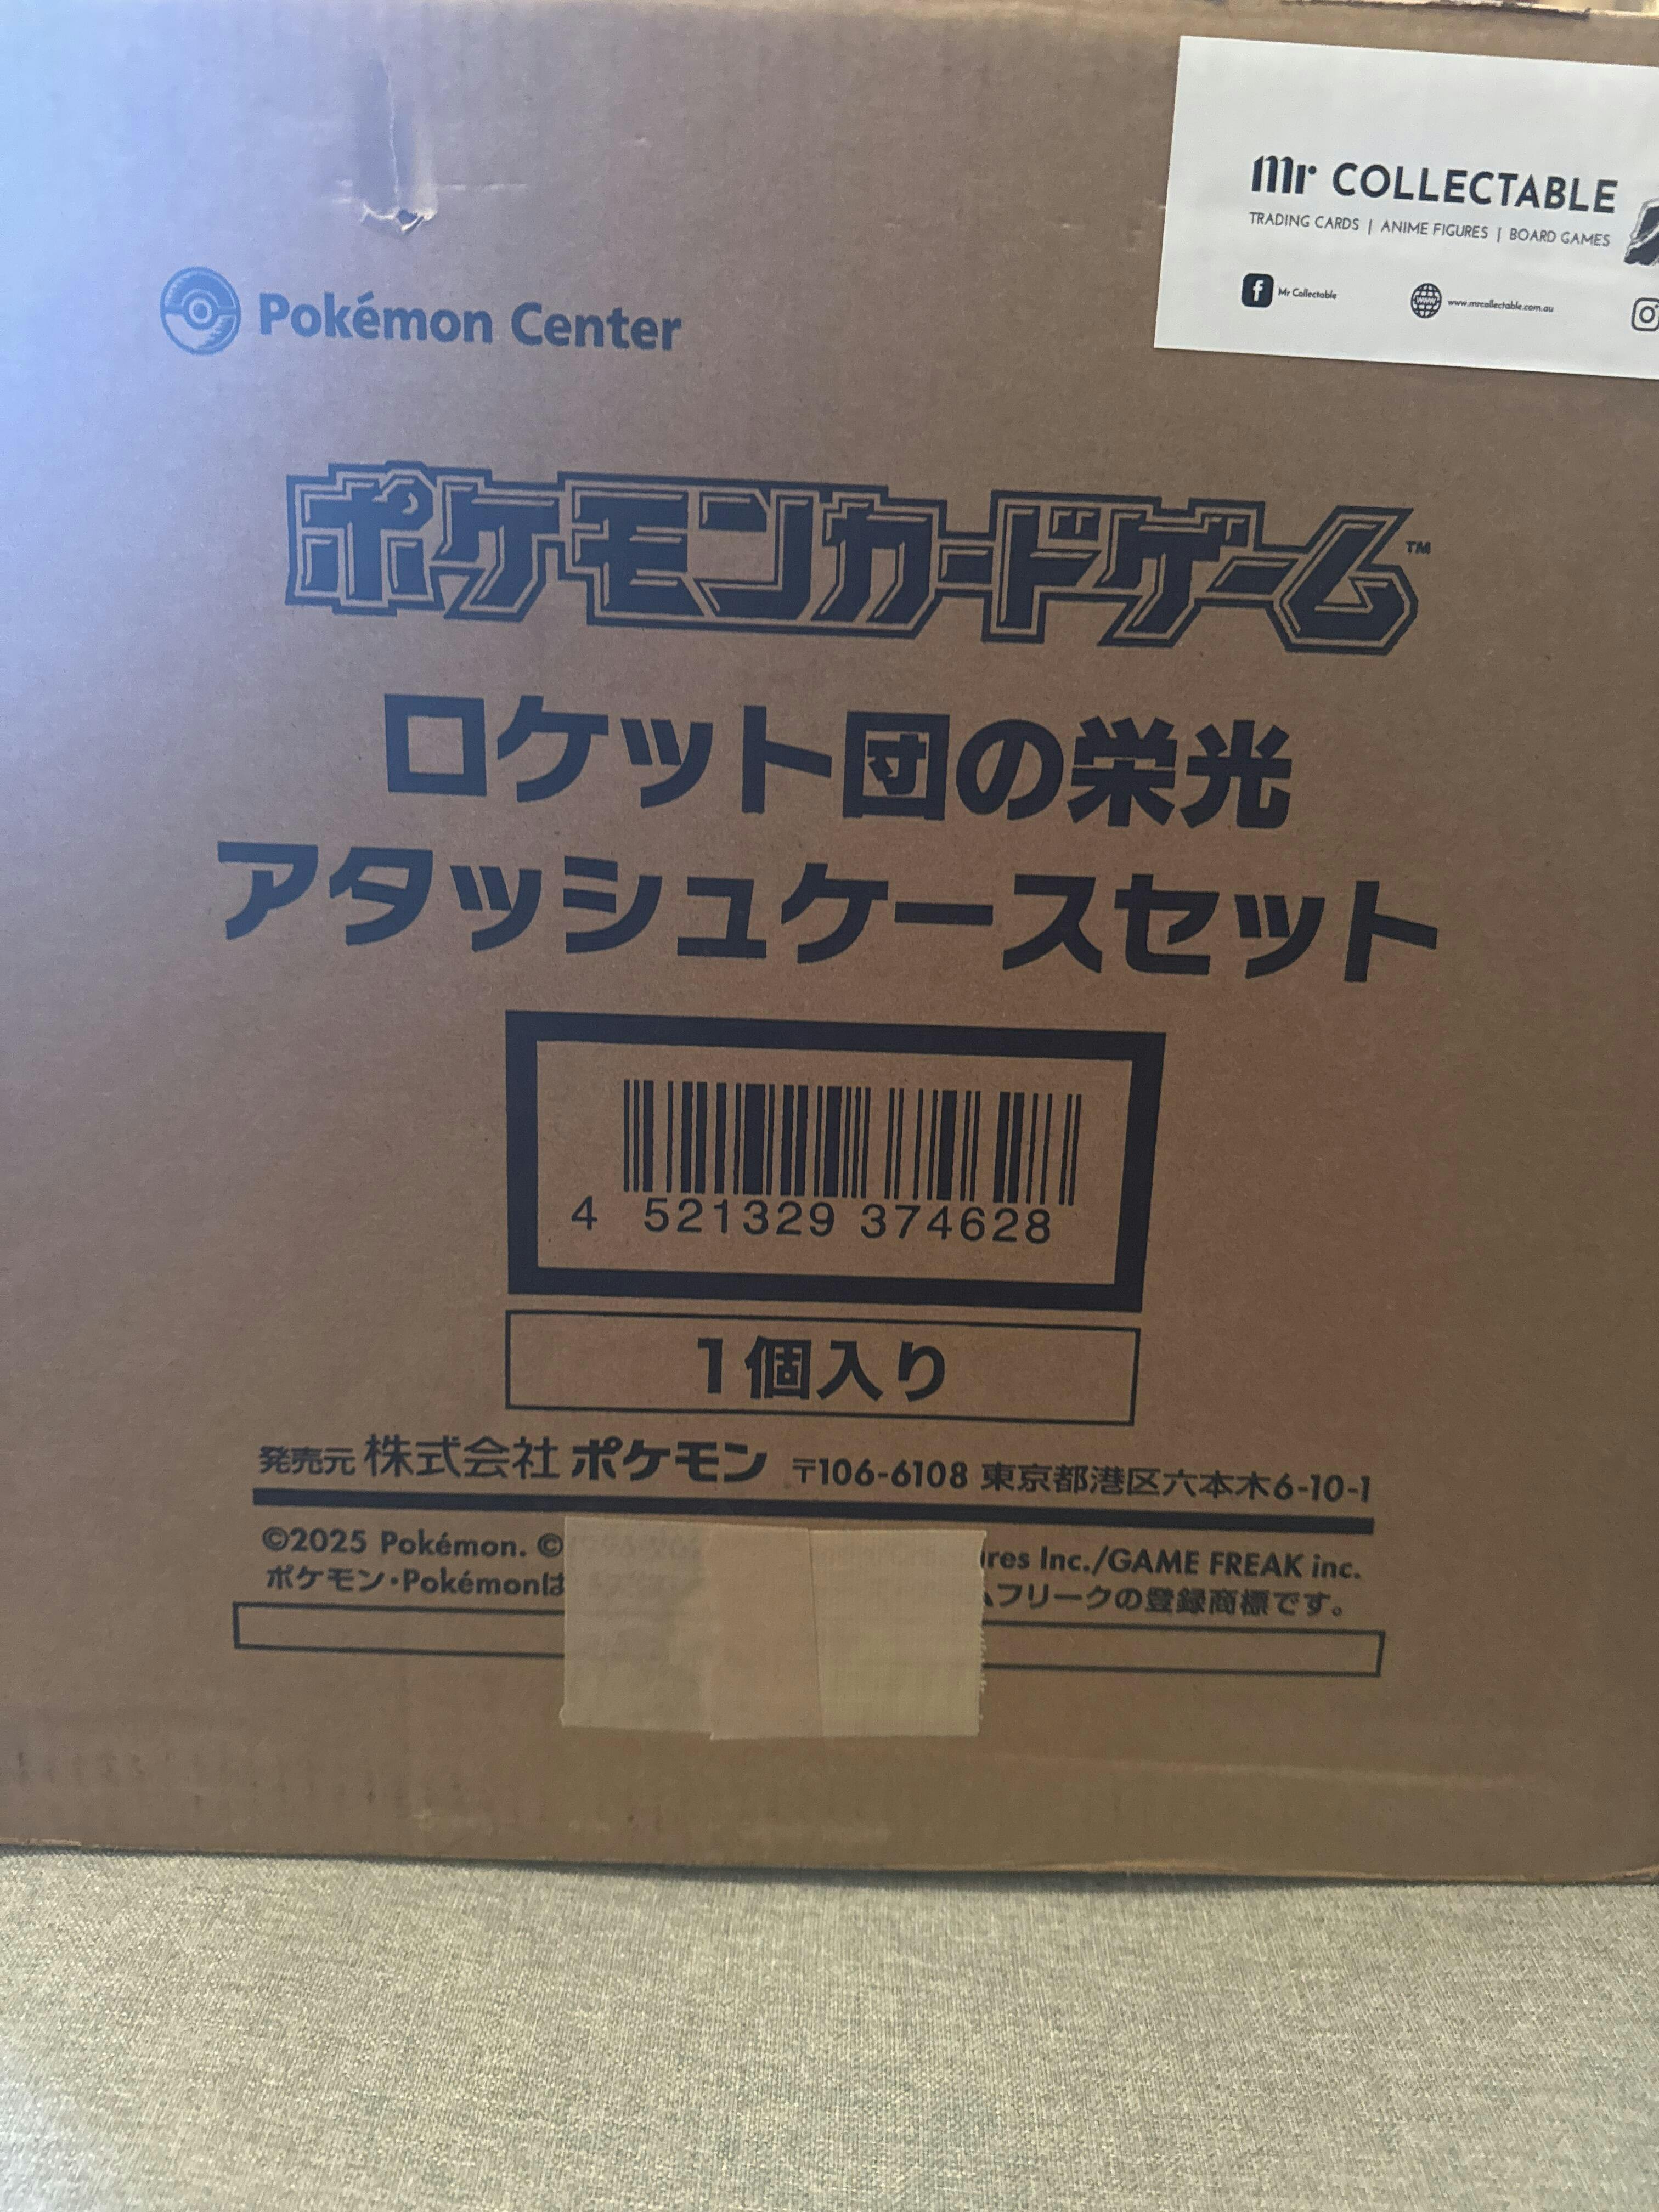 Mr COLLECTABLE
TRADING CARDS | ANIME FIGURES | BOARD GAMES
Mr Collectable
www.mrcollectable.com.au
Pokémon Center
ポケモンカードゲーム™
ロケット団の栄光
アタッシュケースセット
4 521329 374628
1個入り
発売元 株式会社 ポケモン 〒106-6108 東京都港区六本木6-10-1
©2025 Pokémon. © res Inc./GAME FREAK inc.
ポケモン・Pokémonは フリークの登録商標です。